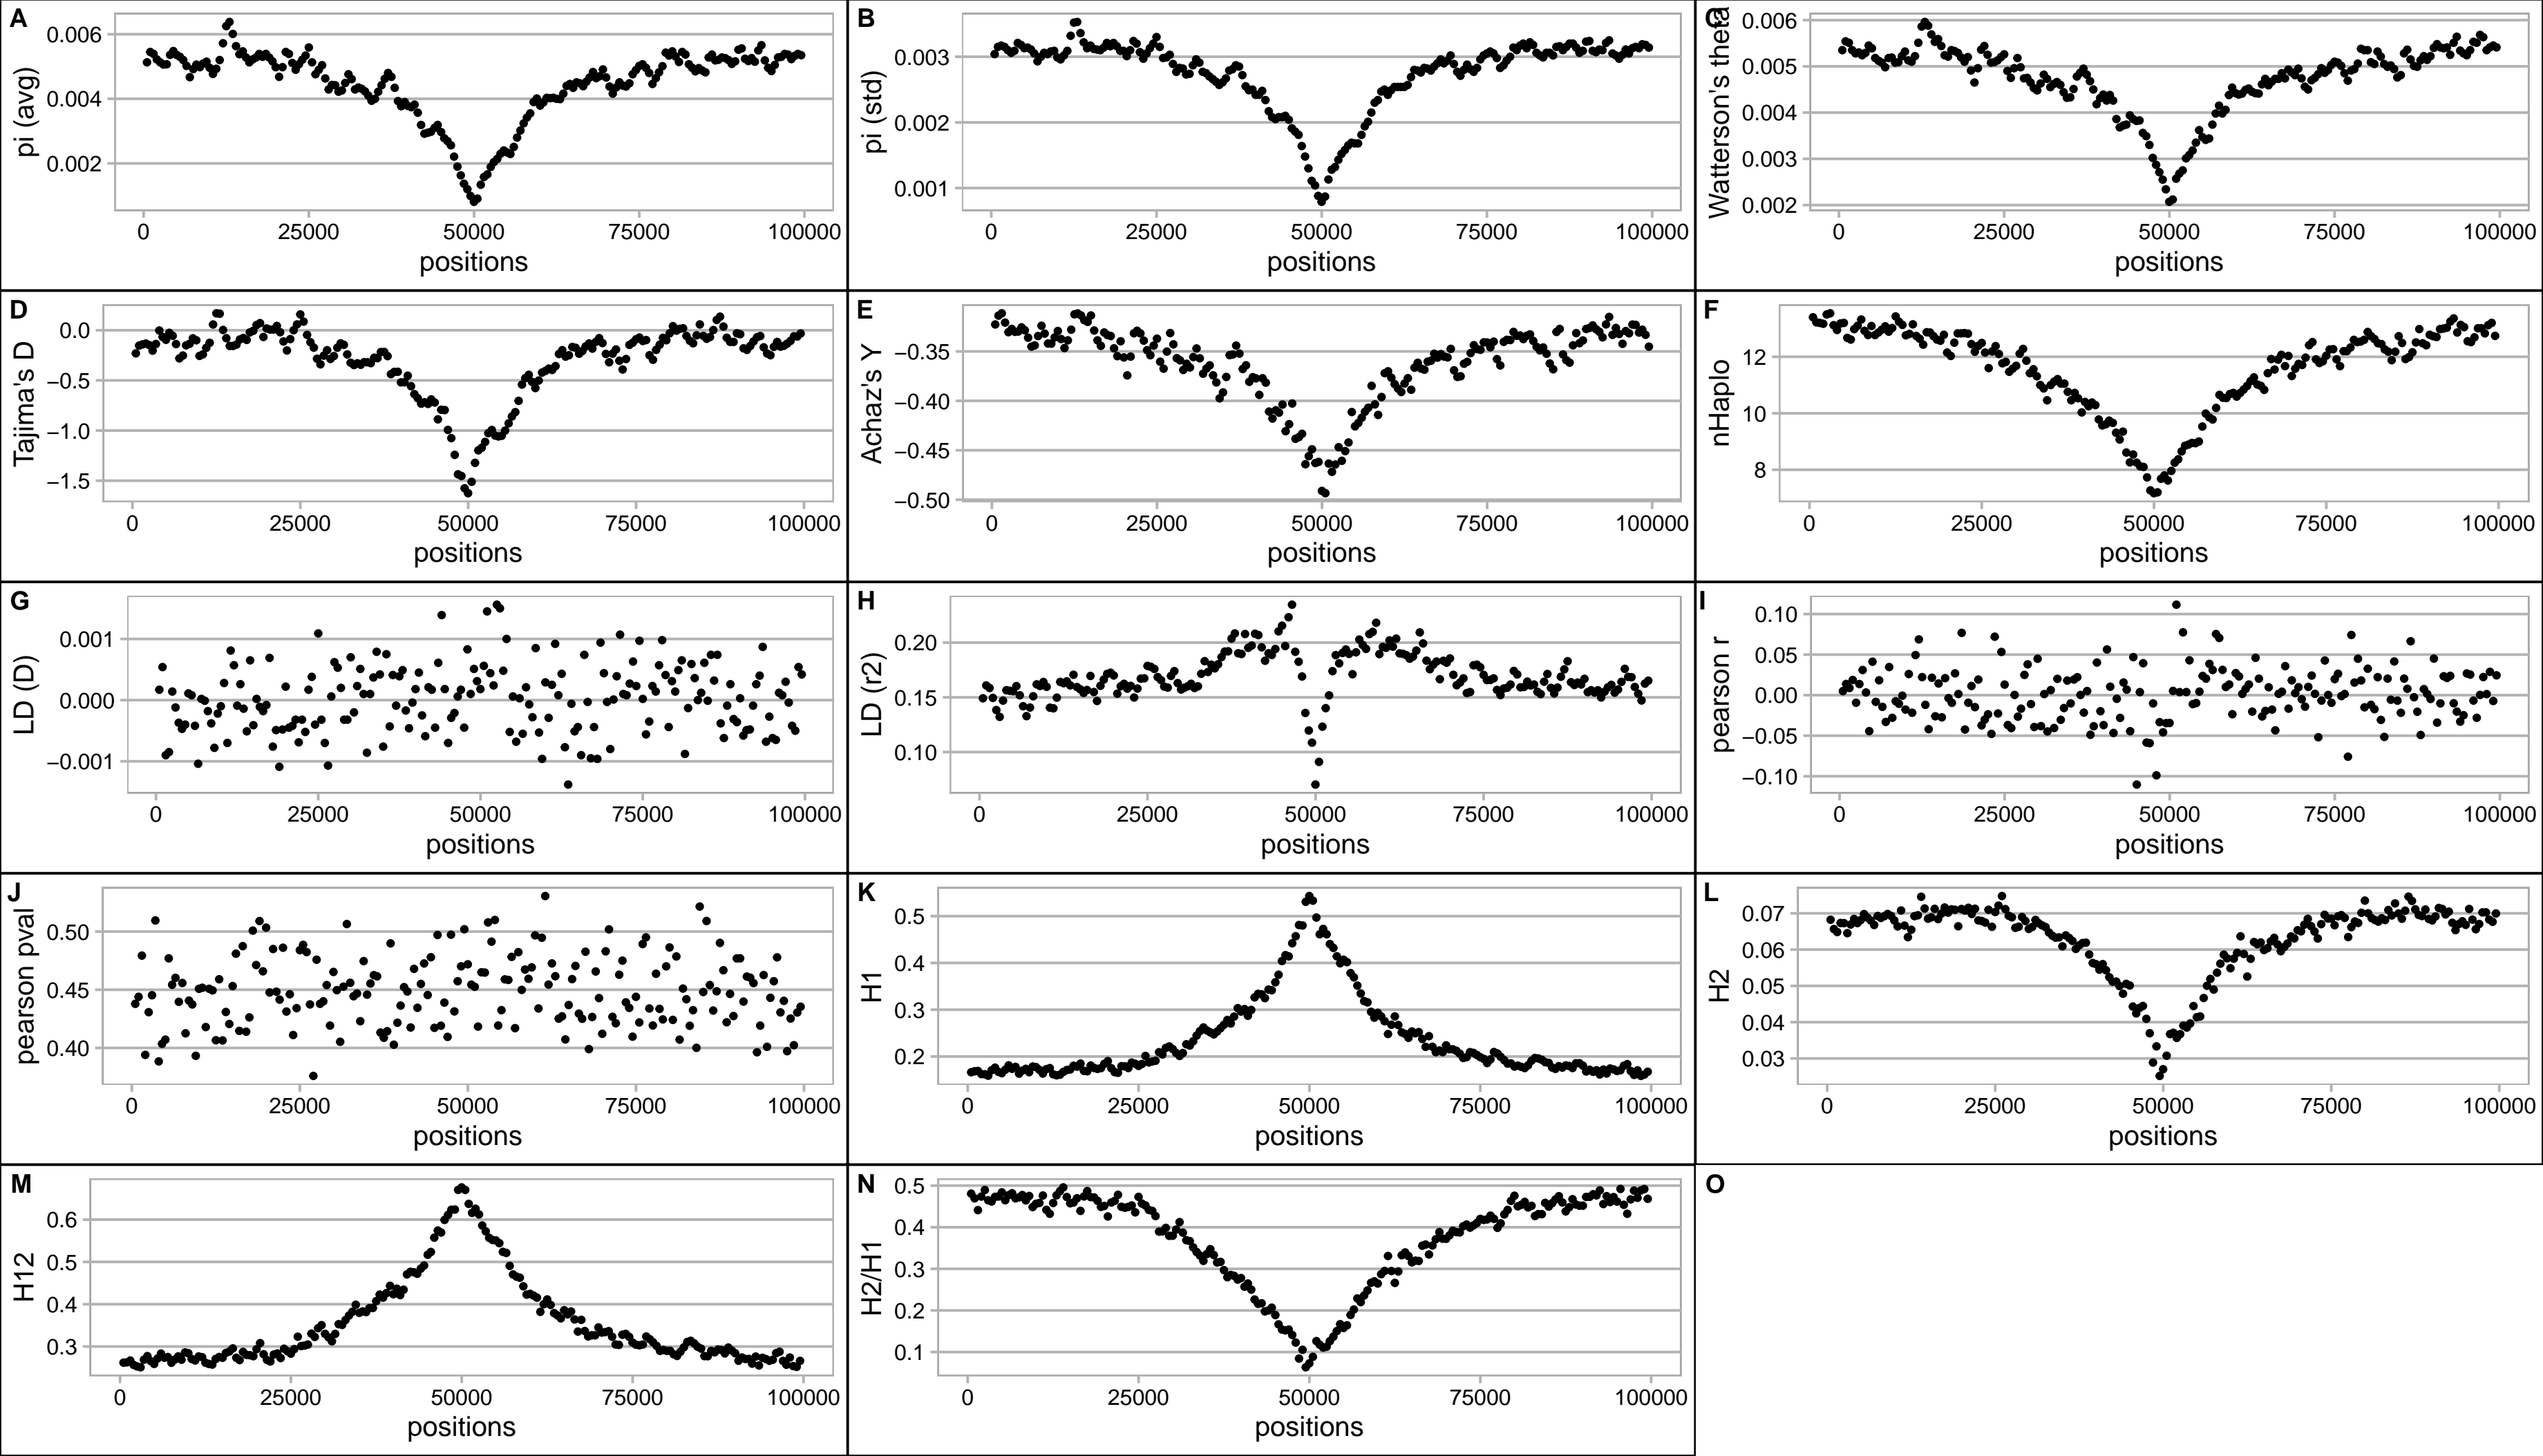 A
pi (avg)
0.006
0.004
0.002
0 25000 50000 75000 100000
positions
B
pi (std)
0.003
0.002
0.001
0 25000 50000 75000 100000
positions
C
Watterson's theta
0.006
0.005
0.004
0.003
0.002
0 25000 50000 75000 100000
positions
D
Tajima's D
0.0
−0.5
−1.0
−1.5
0 25000 50000 75000 100000
positions
E
Achaz's Y
−0.35
−0.40
−0.45
−0.50
0 25000 50000 75000 100000
positions
F
nHaplo
12
10
8
0 25000 50000 75000 100000
positions
G
LD (D)
0.001
0.000
−0.001
0 25000 50000 75000 100000
positions
H
LD (r2)
0.20
0.15
0.10
0 25000 50000 75000 100000
positions
I
pearson r
0.10
0.05
0.00
−0.05
−0.10
0 25000 50000 75000 100000
positions
J
pearson pval
0.50
0.45
0.40
0 25000 50000 75000 100000
positions
K
H1
0.5
0.4
0.3
0.2
0 25000 50000 75000 100000
positions
L
H2
0.07
0.06
0.05
0.04
0.03
0 25000 50000 75000 100000
positions
M
H12
0.6
0.5
0.4
0.3
0 25000 50000 75000 100000
positions
N
H2/H1
0.5
0.4
0.3
0.2
0.1
0 25000 50000 75000 100000
positions
O